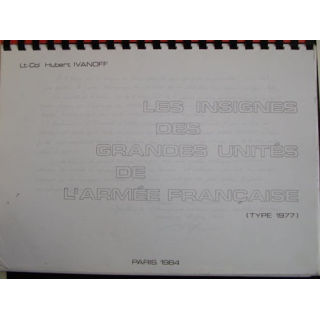 Lt-Col Hubert IVANOFF
LES INSIGNES
DES
GRANDES UNITÉS
DE
L'ARMÉE FRANÇAISE
(TYPE 1977)
PARIS 1984